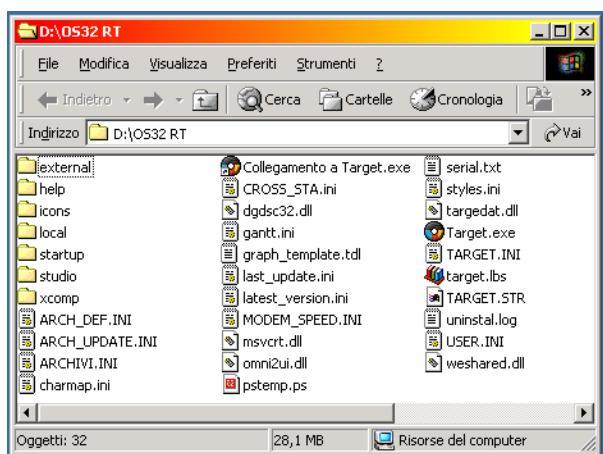 D:\OS32 RT
File Modifica Visualizza Preferiti Strumenti ?
Indietro Cerca Cartelle Cronologia »
Indirizzo D:\OS32 RT Vai
external
help
icons
local
startup
studio
xcomp
ARCH_DEF.INI
ARCH_UPDATE.INI
ARCHIVI.INI
charmap.ini
Collegamento a Target.exe
CROSS_STA.ini
dgdsc32.dll
gantt.ini
graph_template.tdl
last_update.ini
latest_version.ini
MODEM_SPEED.INI
msvcrt.dll
omni2ui.dll
pstemp.ps
serial.txt
styles.ini
targedat.dll
Target.exe
TARGET.INI
target.lbs
TARGET.STR
uninstal.log
USER.INI
weshared.dll
Oggetti: 32 28,1 MB Risorse del computer